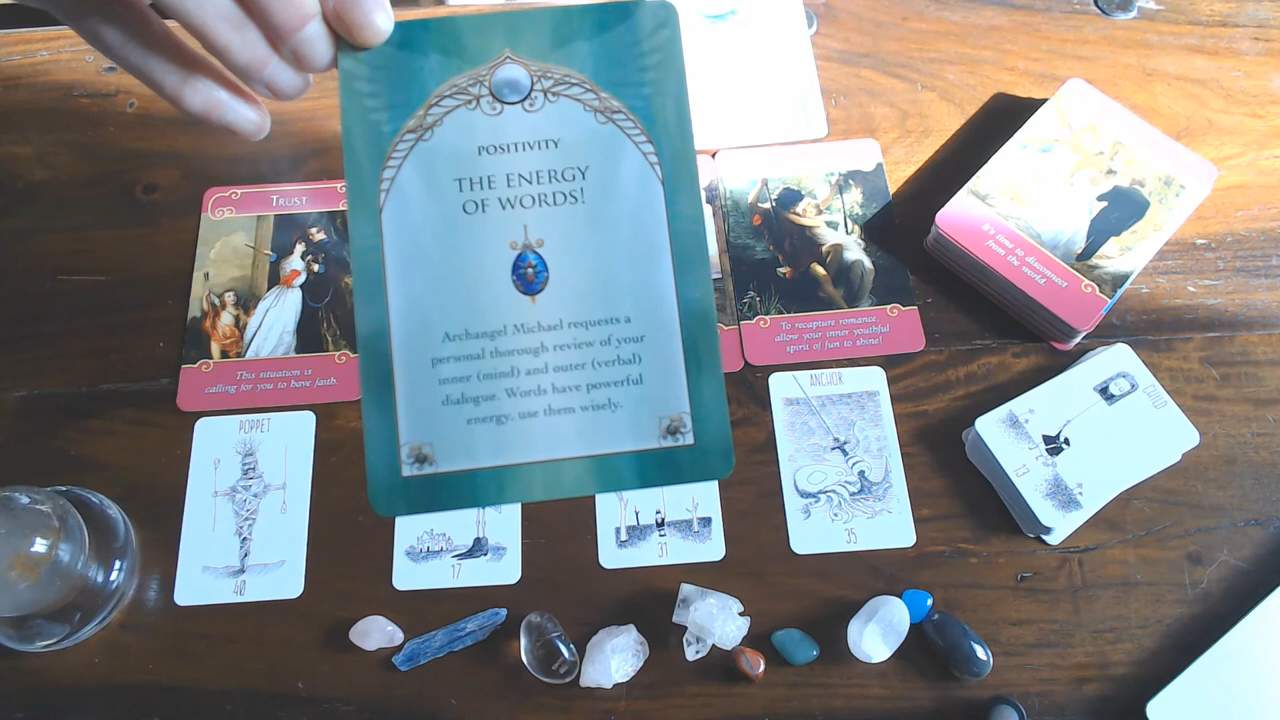 POSITIVITY
THE ENERGY
OF WORDS!
Archangel Michael requests a
personal thorough review of your
inner (mind) and outer (verbal)
dialogue. Words have powerful
energy, use them wisely.
TRUST
This situation is
calling for you to have faith.
To recapture romance,
allow your inner youthful
spirit of fun to shine!
It's time to disconnect
from the world.
POPPET
40
17
31
ANCHOR
35
CHILD
13